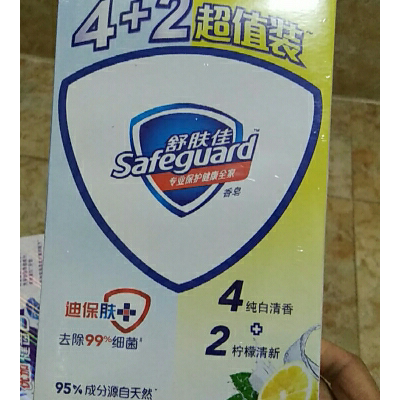 4+2超值装
舒肤佳™
Safeguard
专业保护健康全家
香皂
迪保肤
去除99%细菌
4纯白清香
+
2柠檬清新
95%成分源自天然